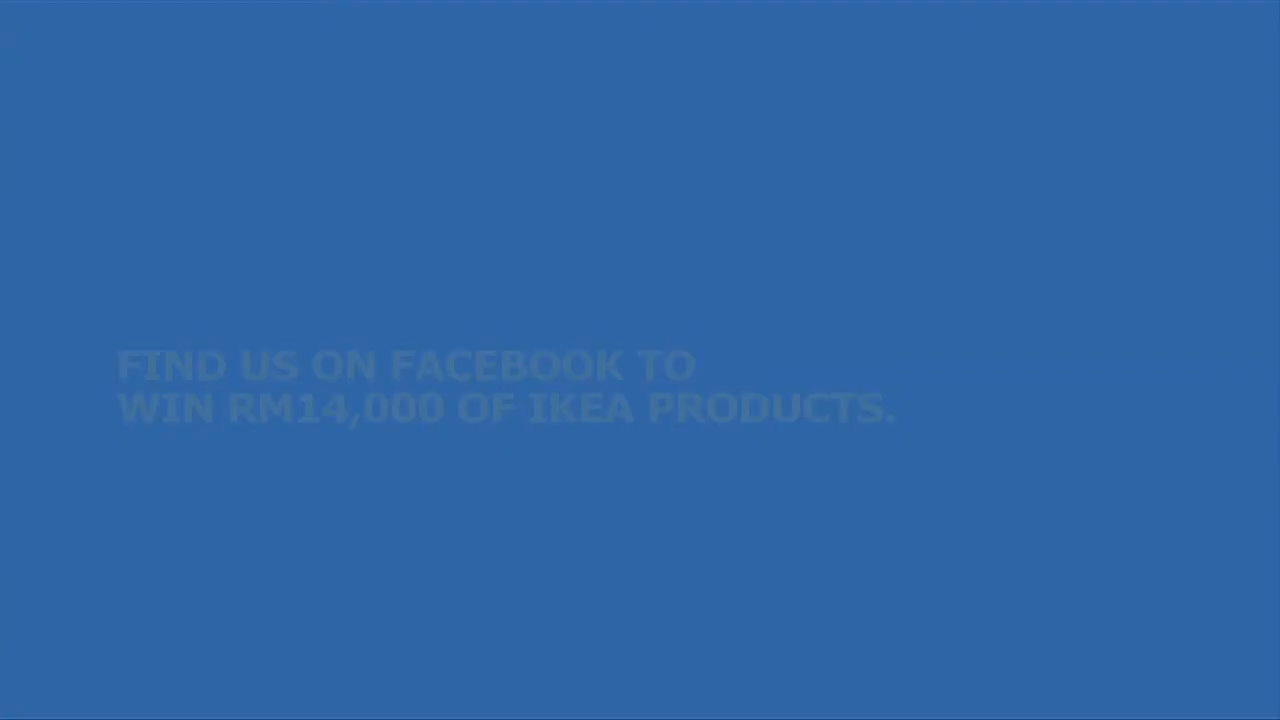 FIND US ON FACEBOOK TO
WIN RM14,000 OF IKEA PRODUCTS.